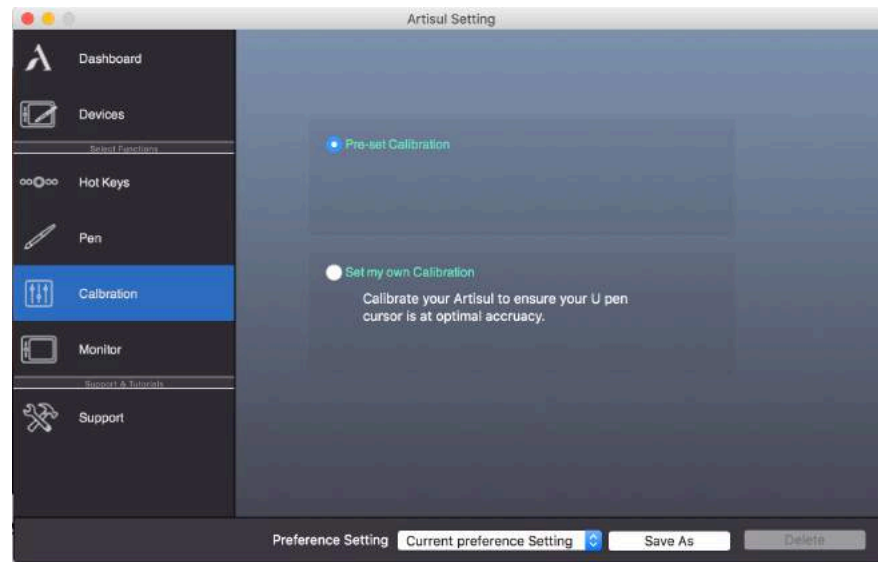 Artisul Setting
Dashboard
Devices
Select Functions
Hot Keys
Pen
Calbration
Monitor
Support & Tutorials
Support
Pre-set Calibration
Set my own Calibration
Calibrate your Artisul to ensure your U pen
cursor is at optimal accruacy.
Preference Setting Current preference Setting Save As Delete